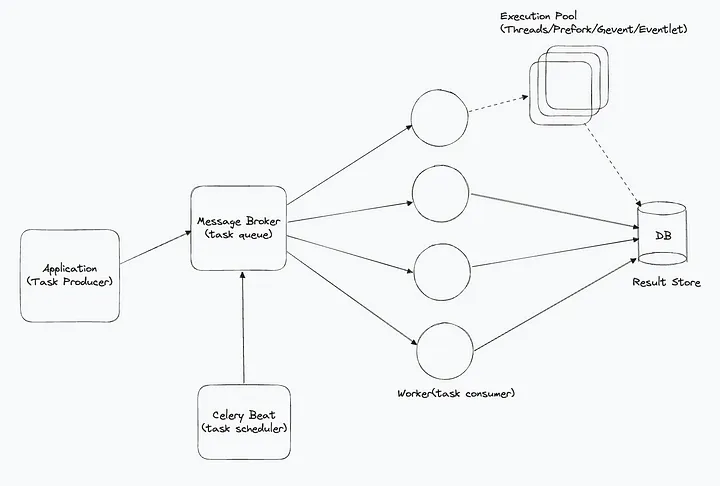 Execution Pool
(Threads/Prefork/Gevent/Eventlet)
Message Broker
(task queue)
DB
Application
(Task Producer)
Result Store
Worker(task consumer)
Celery Beat
(task scheduler)